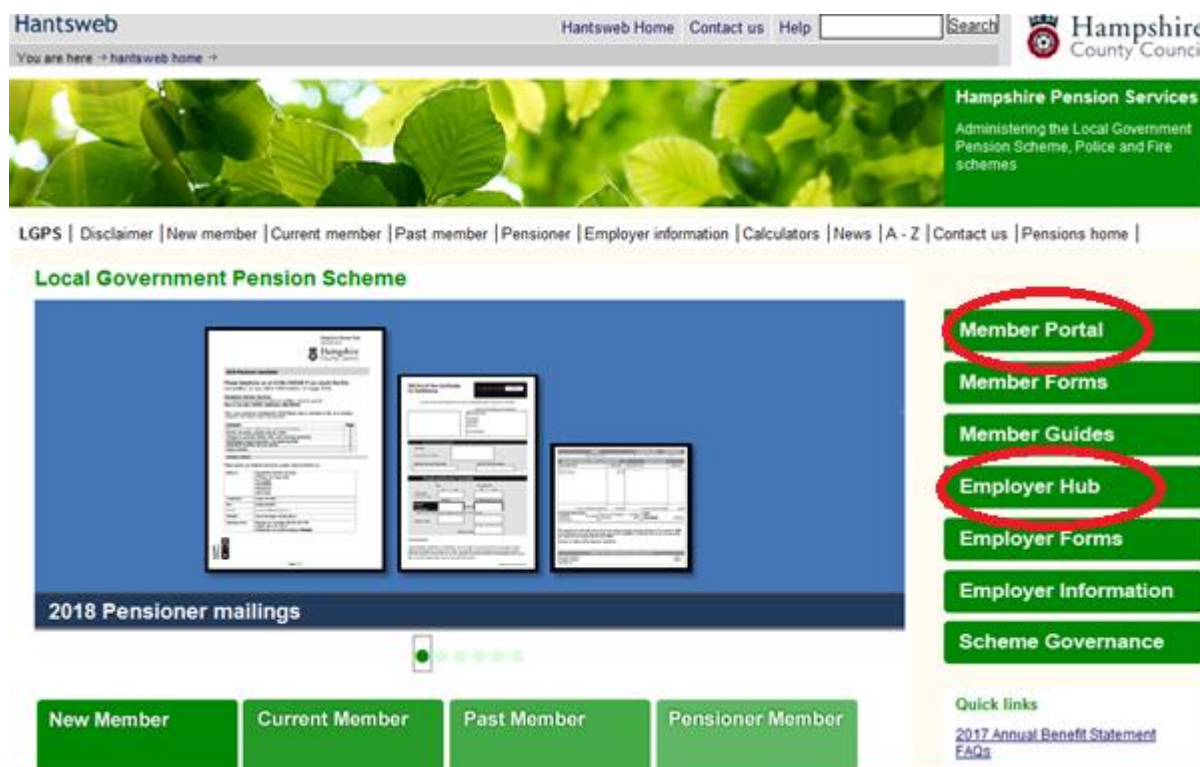 Hantsweb
Hantsweb Home Contact us Help Search
Hampshire
County Counci
You are here → hantsweb home →
Hampshire Pension Services
Administering the Local Government
Pension Scheme, Police and Fire
schemes
LGPS | Disclaimer | New member | Current member | Past member | Pensioner | Employer information | Calculators | News | A - Z | Contact us | Pensions home |
Local Government Pension Scheme
Hampshire
2018 Pensioner mailings
Member Portal
Member Forms
Member Guides
Employer Hub
Employer Forms
Employer Information
Scheme Governance
New Member
Current Member
Past Member
Pensioner Member
Quick links
2017 Annual Benefit Statement
FAQs